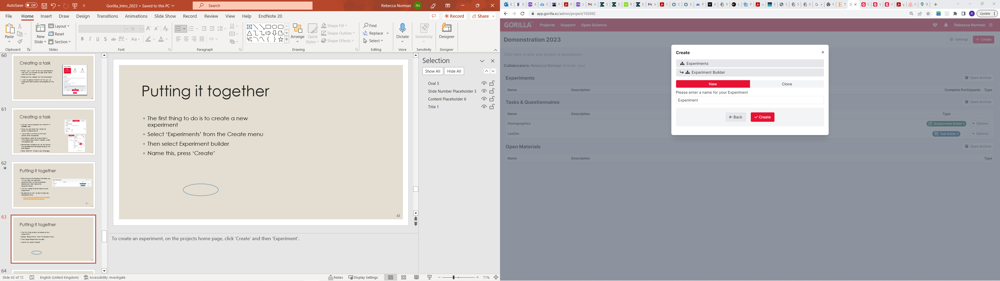 AutoSave Off
Gorilla_Intro_2023 • Saved to this PC
Search
Rebecca Norman RN
File Home Insert Draw Design Transitions Animations Slide Show Record Review View Help EndNote 20
Record Share
Paste
New Slide
Layout
Reset
Section
18
B I U S ab AV Aa A
Arrange
Quick Styles
Shape Fill
Shape Outline
Shape Effects
Find
Replace
Select
Dictate
Sensitivity
Designer
Clipboard Slides Font Paragraph Drawing Editing Voice Sensitivity Designer
60
Creating a task
61
Creating a task
62
Putting it together
63
Putting it together
64
Putting it together
◦ The first thing to do is to create a new
experiment
◦ Select ‘Experiments’ from the Create menu
◦ Then select Experiment builder
◦ Name this, press ‘Create’
63
To create an experiment, on the projects home page, click ‘Create’ and then ‘Experiment’.
Selection
Show All Hide All
Oval 5
Slide Number Placeholder 3
Content Placeholder 6
Title 1
Slide 63 of 72 English (United Kingdom) Accessibility: Investigate Notes Display Settings 71%
app.gorilla.sc/admin/project/102692
Update
GORILLA Projects Support Open Science Rebecca Norman
Demonstration 2023
Settings + Create
Click here to give your project a description!
Collaborators: Rebecca Norman (Owner, you)
Experiments Open Archive
Name Description Complete Participants Type
Tasks & Questionnaires Open Archive
Name Description Type
Demographics Questionnaire Builder 2 Options
LexDec Task Builder 2 Options
Open Materials Open Archive
Name Description Type
Create
Experiments
Experiment Builder
New Clone
Please enter a name for your Experiment
Experiment
Back Create